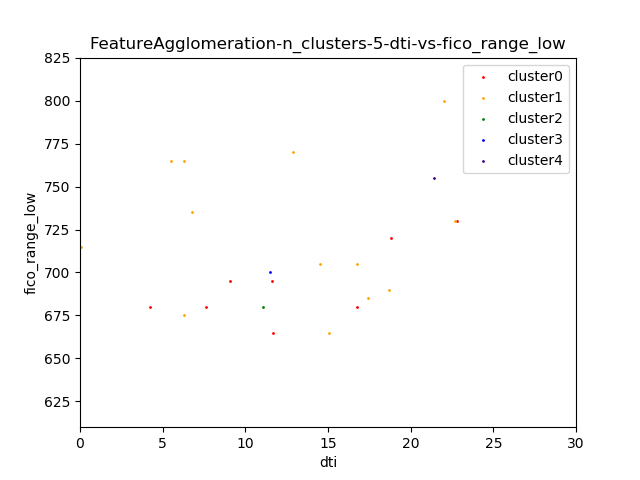 FeatureAgglomeration-n_clusters-5-dti-vs-fico_range_low
825
800
775
750
725
700
675
650
625
fico_range_low
cluster0
cluster1
cluster2
cluster3
cluster4
0 5 10 15 20 25 30
dti